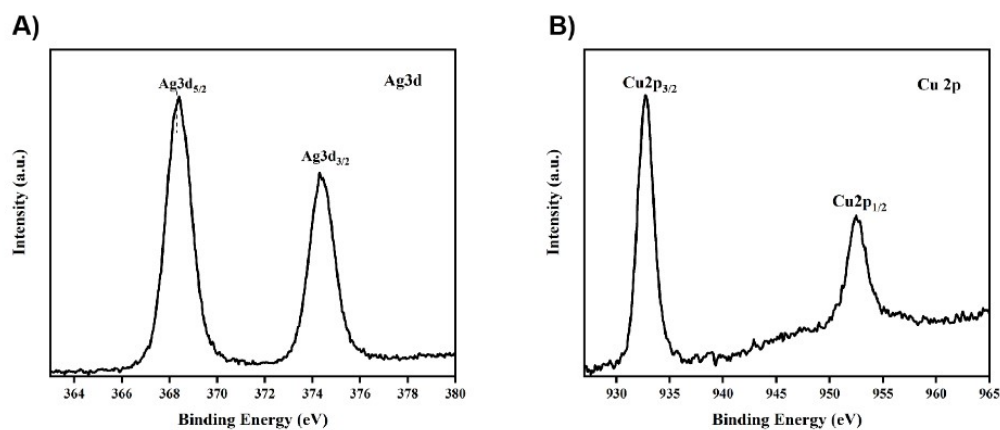 A)
B)
Ag3d₅/₂
Ag3d
Ag3d₃/₂
Intensity (a.u.)
364 366 368 370 372 374 376 378 380
Binding Energy (eV)
Cu2p₃/₂
Cu 2p
Cu2p₁/₂
Intensity (a.u.)
930 935 940 945 950 955 960 965
Binding Energy (eV)